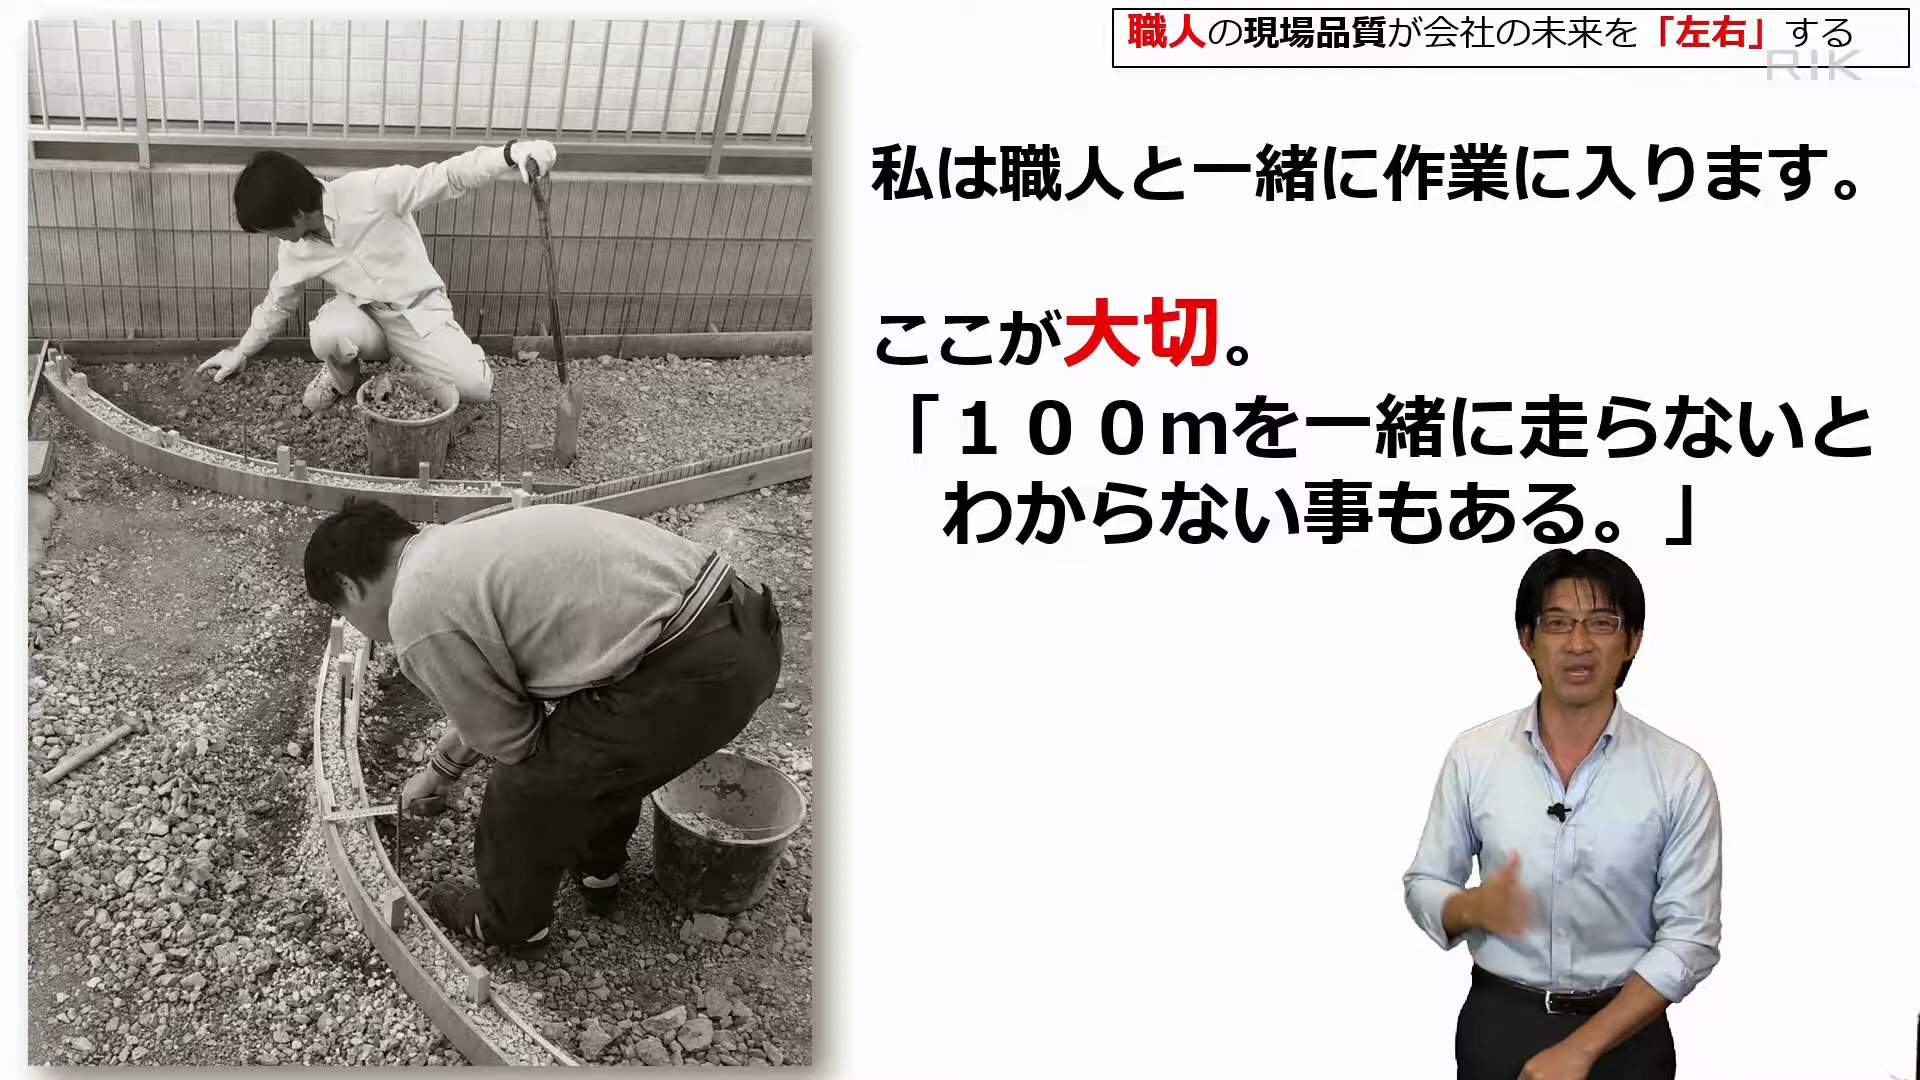 職人の現場品質が会社の未来を「左右」する
RIK
私は職人と一緒に作業に入ります。
ここが大切。
「１００ｍを一緒に走らないと
わからない事もある。」